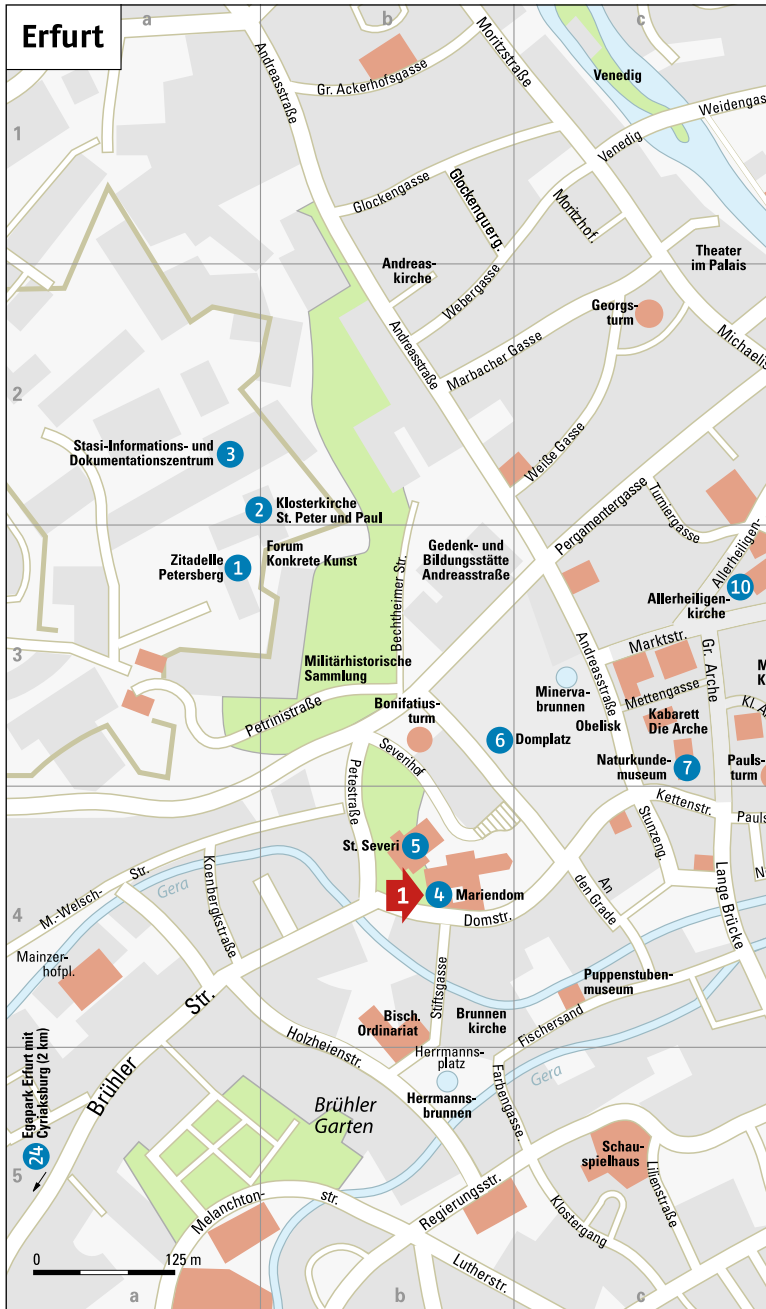 Erfurt
a
b
c
Andreasstraße
Gr. Ackerhofsgasse
Moritzstraße
Venedig
Weidengas
1
Venedig
Glockengasse
Glockenquerg.
Moritzhof.
Andreas-
kirche
Webergasse
Theater
im Palais
Georgs-
turm
Andreasstraße
Marbacher Gasse
Michaelis
2
Stasi-Informations- und
Dokumentationszentrum
3
Weiße Gasse
2
Klosterkirche
St. Peter und Paul
Pergamentergasse
Turniergasse
Allerheiligen-
Zitadelle
Petersberg
1
Forum
Konkrete Kunst
Bechtheimer Str.
Gedenk- und
Bildungsstätte
Andreasstraße
10
Allerheiligen-
kirche
3
Militärhistorische
Sammlung
Andreasstraße
Marktstr.
Gr. Arche
M
K
Minerva-
brunnen
Mettengasse
Petrinistraße
Bonifatius-
turm
Obelisk
Kabarett
Die Arche
Kl. A
6
Domplatz
Severihof
Naturkunde-
museum
7
Pauls-
turm
Petestraße
Kettenstr.
Pauls
St. Severi
5
Stunzeng.
N
M.-Welsch-
Str.
Koenbergkstraße
Gera
1
4
Mariendom
An
den Grade
Lange Brücke
4
Domstr.
Mainzer-
hofpl.
Stiftsgasse
Puppenstuben-
museum
Brühler
Str.
Bisch.
Ordinariat
Brunnen
kirche
Fischersand
Holzheienstr.
Herrmanns-
platz
Gera
Egapark Erfurt mit
Cyriaksburg (2 km)
24
Herrmanns-
brunnen
Farbengasse.
Brühler
Garten
Schau-
spielhaus
Lilienstraße
5
Melanchton-
str.
Regierungsstr.
Klostergang
Lutherstr.
0
125 m
a
b
c